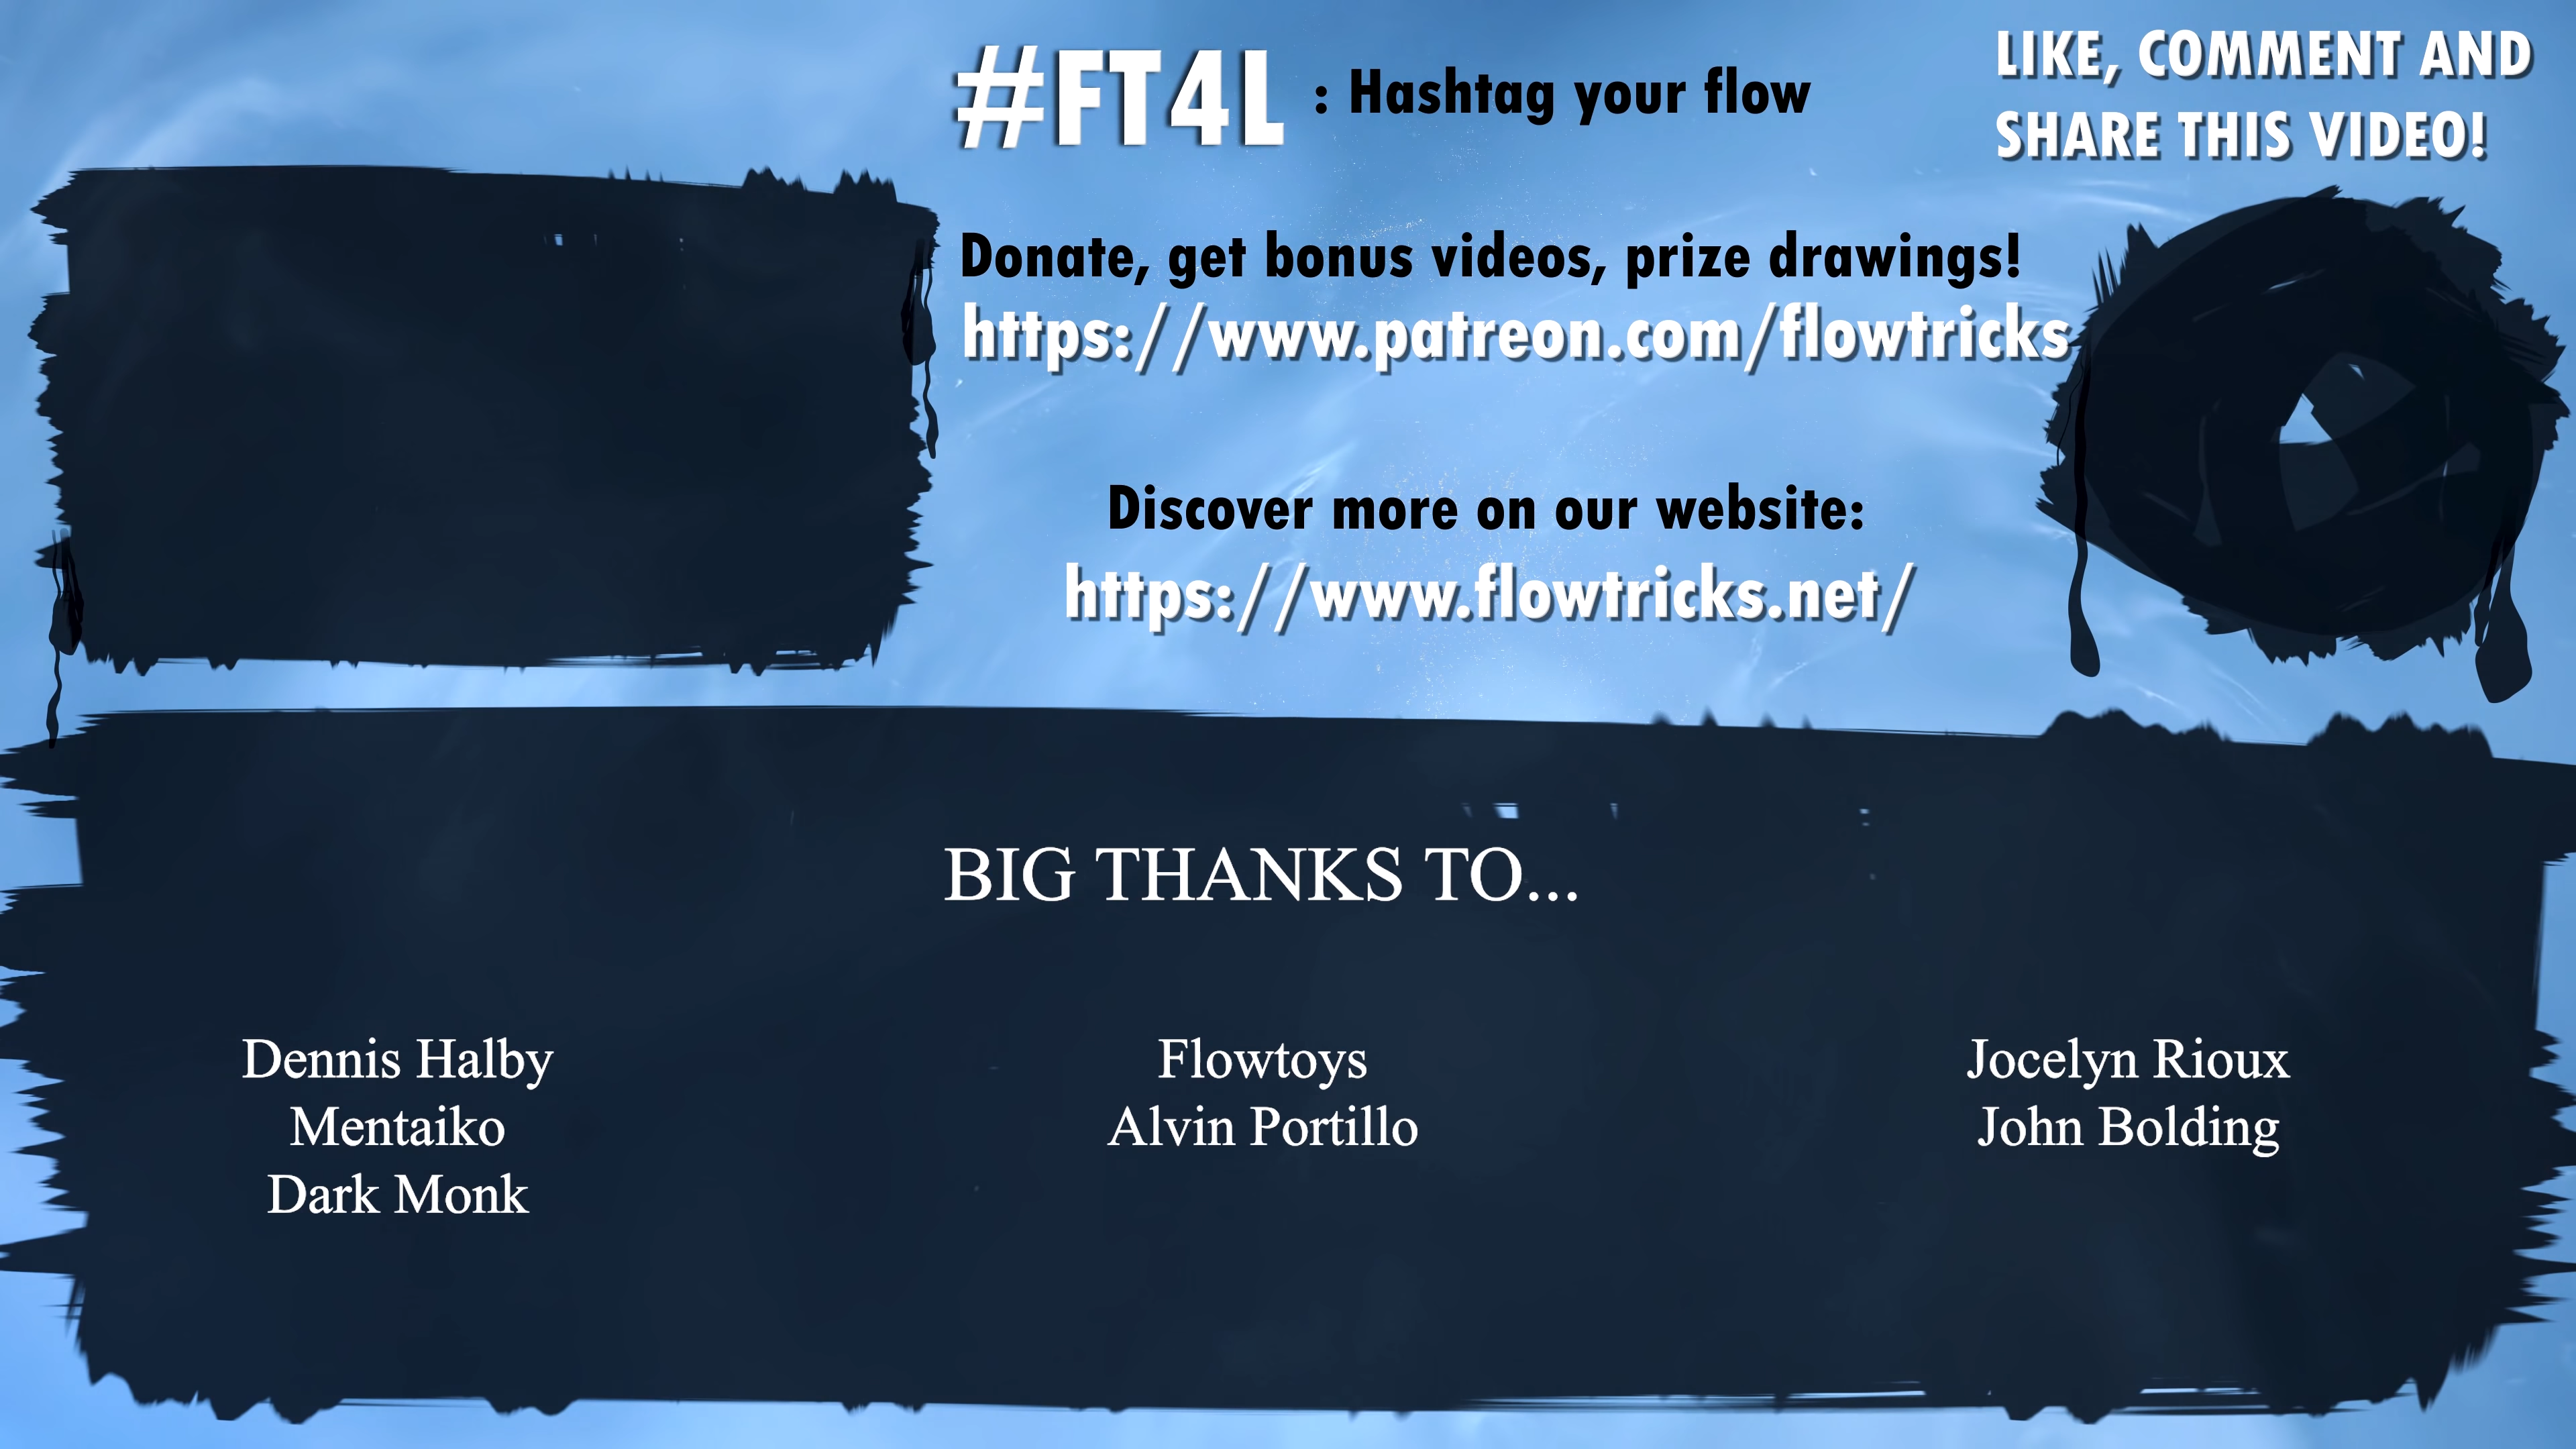 #FT4L : Hashtag your flow
LIKE, COMMENT AND
SHARE THIS VIDEO!
Donate, get bonus videos, prize drawings!
https://www.patreon.com/flowtricks
Discover more on our website:
https://www.flowtricks.net/
BIG THANKS TO...
Dennis Halby
Mentaiko
Dark Monk
Flowtoys
Alvin Portillo
Jocelyn Rioux
John Bolding